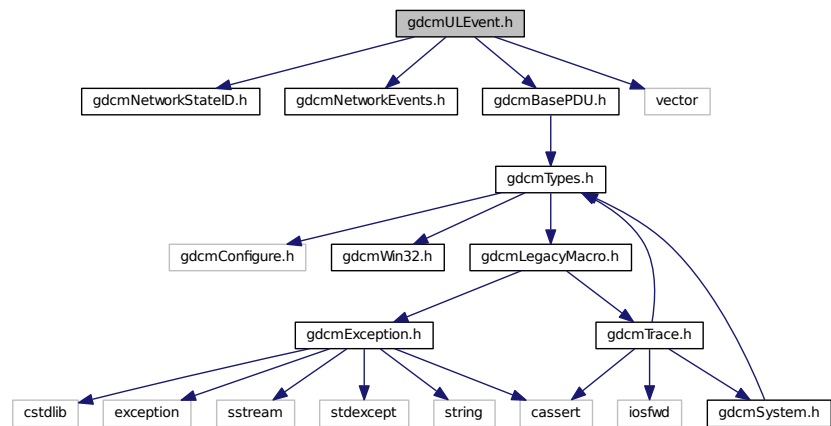 gdcmULEvent.h
gdcmNetworkStateID.h
gdcmNetworkEvents.h
gdcmBasePDU.h
vector
gdcmTypes.h
gdcmConfigure.h
gdcmWin32.h
gdcmLegacyMacro.h
gdcmException.h
gdcmTrace.h
cstdlib
exception
sstream
stdexcept
string
cassert
iosfwd
gdcmSystem.h